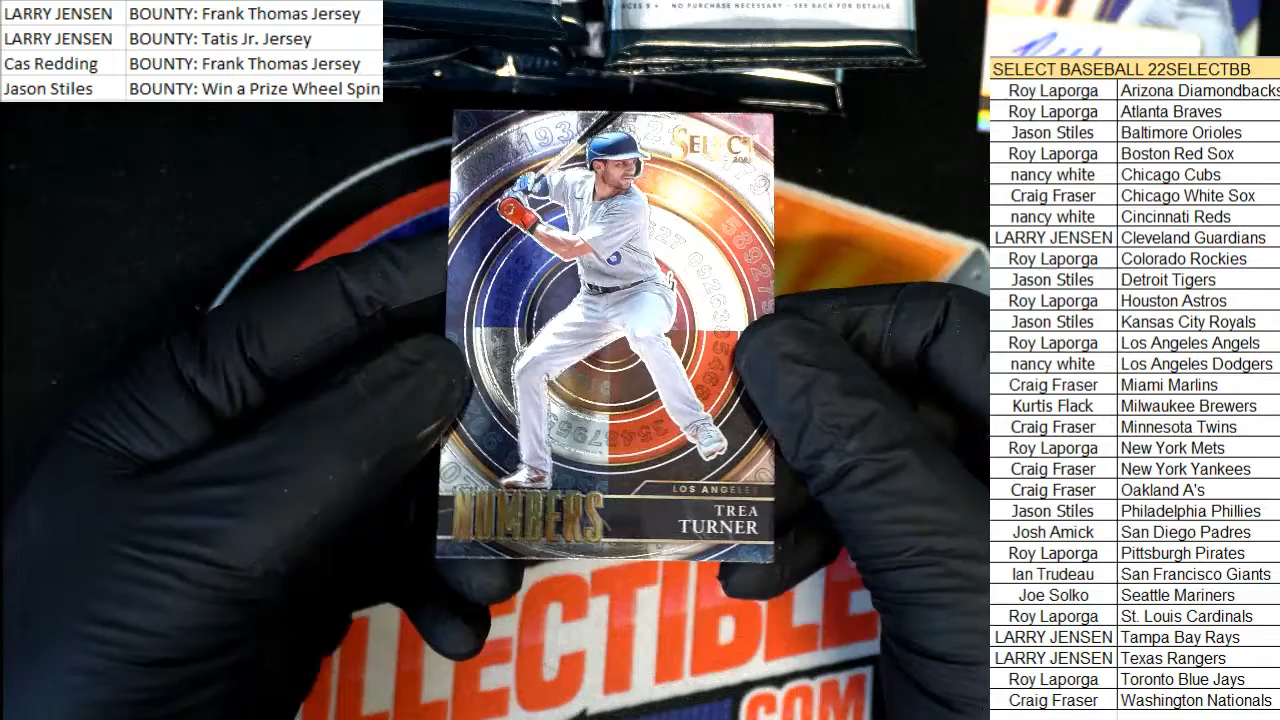 LARRY JENSEN BOUNTY: Frank Thomas Jersey
LARRY JENSEN BOUNTY: Tatis Jr. Jersey
Cas Redding BOUNTY: Frank Thomas Jersey
Jason Stiles BOUNTY: Win a Prize Wheel Spin
NO PURCHASE NECESSARY - SEE BACK FOR DETAILS
SELECT
NUMBERS
LOS ANGELES
TREA
TURNER
COM
SELECT BASEBALL 22SELECTBB
Roy Laporga Arizona Diamondbacks
Roy Laporga Atlanta Braves
Jason Stiles Baltimore Orioles
Roy Laporga Boston Red Sox
nancy white Chicago Cubs
Craig Fraser Chicago White Sox
nancy white Cincinnati Reds
LARRY JENSEN Cleveland Guardians
Roy Laporga Colorado Rockies
Jason Stiles Detroit Tigers
Roy Laporga Houston Astros
Jason Stiles Kansas City Royals
Roy Laporga Los Angeles Angels
nancy white Los Angeles Dodgers
Craig Fraser Miami Marlins
Kurtis Flack Milwaukee Brewers
Craig Fraser Minnesota Twins
Roy Laporga New York Mets
Craig Fraser New York Yankees
Craig Fraser Oakland A's
Jason Stiles Philadelphia Phillies
Josh Amick San Diego Padres
Roy Laporga Pittsburgh Pirates
Ian Trudeau San Francisco Giants
Joe Solko Seattle Mariners
Roy Laporga St. Louis Cardinals
LARRY JENSEN Tampa Bay Rays
LARRY JENSEN Texas Rangers
Roy Laporga Toronto Blue Jays
Craig Fraser Washington Nationals